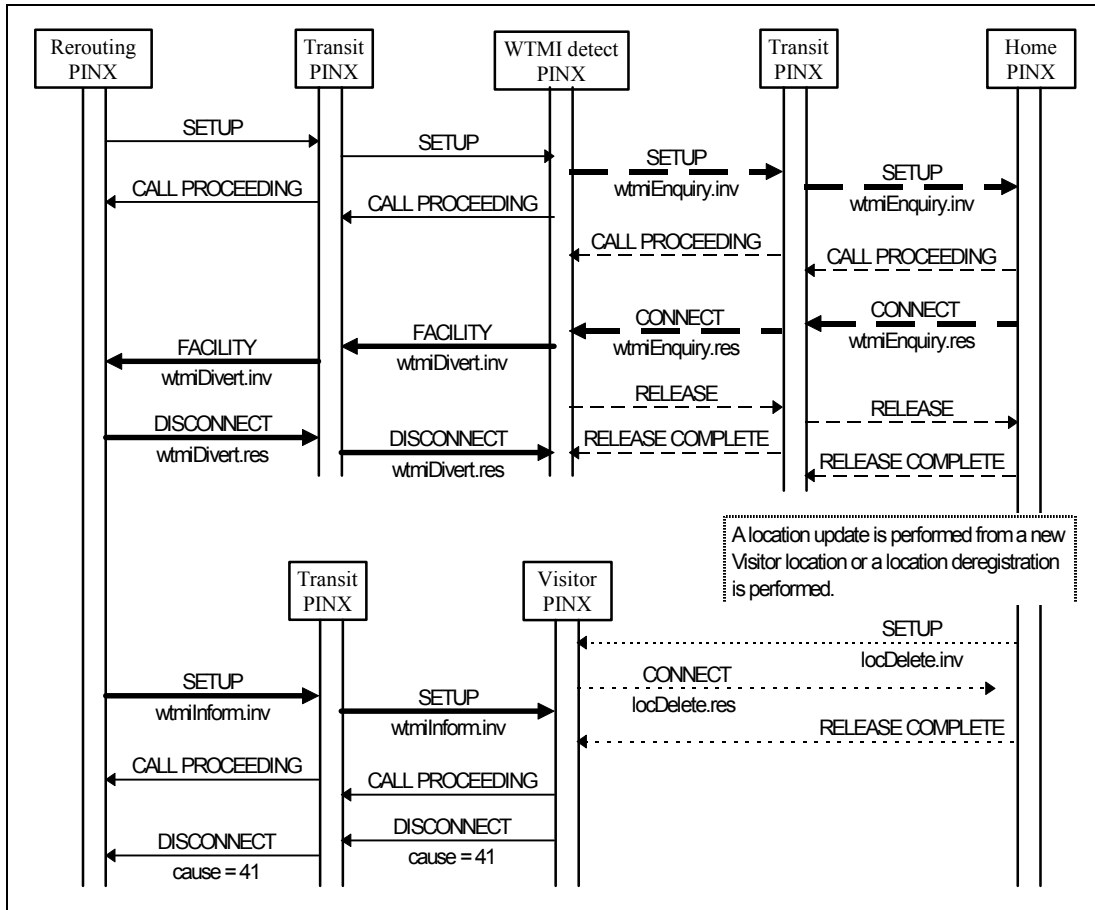 Rerouting
PINX
Transit
PINX
WTMI detect
PINX
Transit
PINX
Home
PINX
SETUP
SETUP
SETUP
wtmiEnquiry.inv
SETUP
wtmiEnquiry.inv
CALL PROCEEDING
CALL PROCEEDING
CALL PROCEEDING
CALL PROCEEDING
CONNECT
wtmiEnquiry.res
CONNECT
wtmiEnquiry.res
FACILITY
wtmiDivert.inv
FACILITY
wtmiDivert.inv
RELEASE
RELEASE
DISCONNECT
wtmiDivert.res
DISCONNECT
wtmiDivert.res
RELEASE COMPLETE
RELEASE COMPLETE
A location update is performed from a new
Visitor location or a location deregistration
is performed.
Transit
PINX
Visitor
PINX
SETUP
locDelete.inv
CONNECT
locDelete.res
SETUP
wtmiInform.inv
SETUP
wtmiInform.inv
RELEASE COMPLETE
CALL PROCEEDING
CALL PROCEEDING
DISCONNECT
cause = 41
DISCONNECT
cause = 41